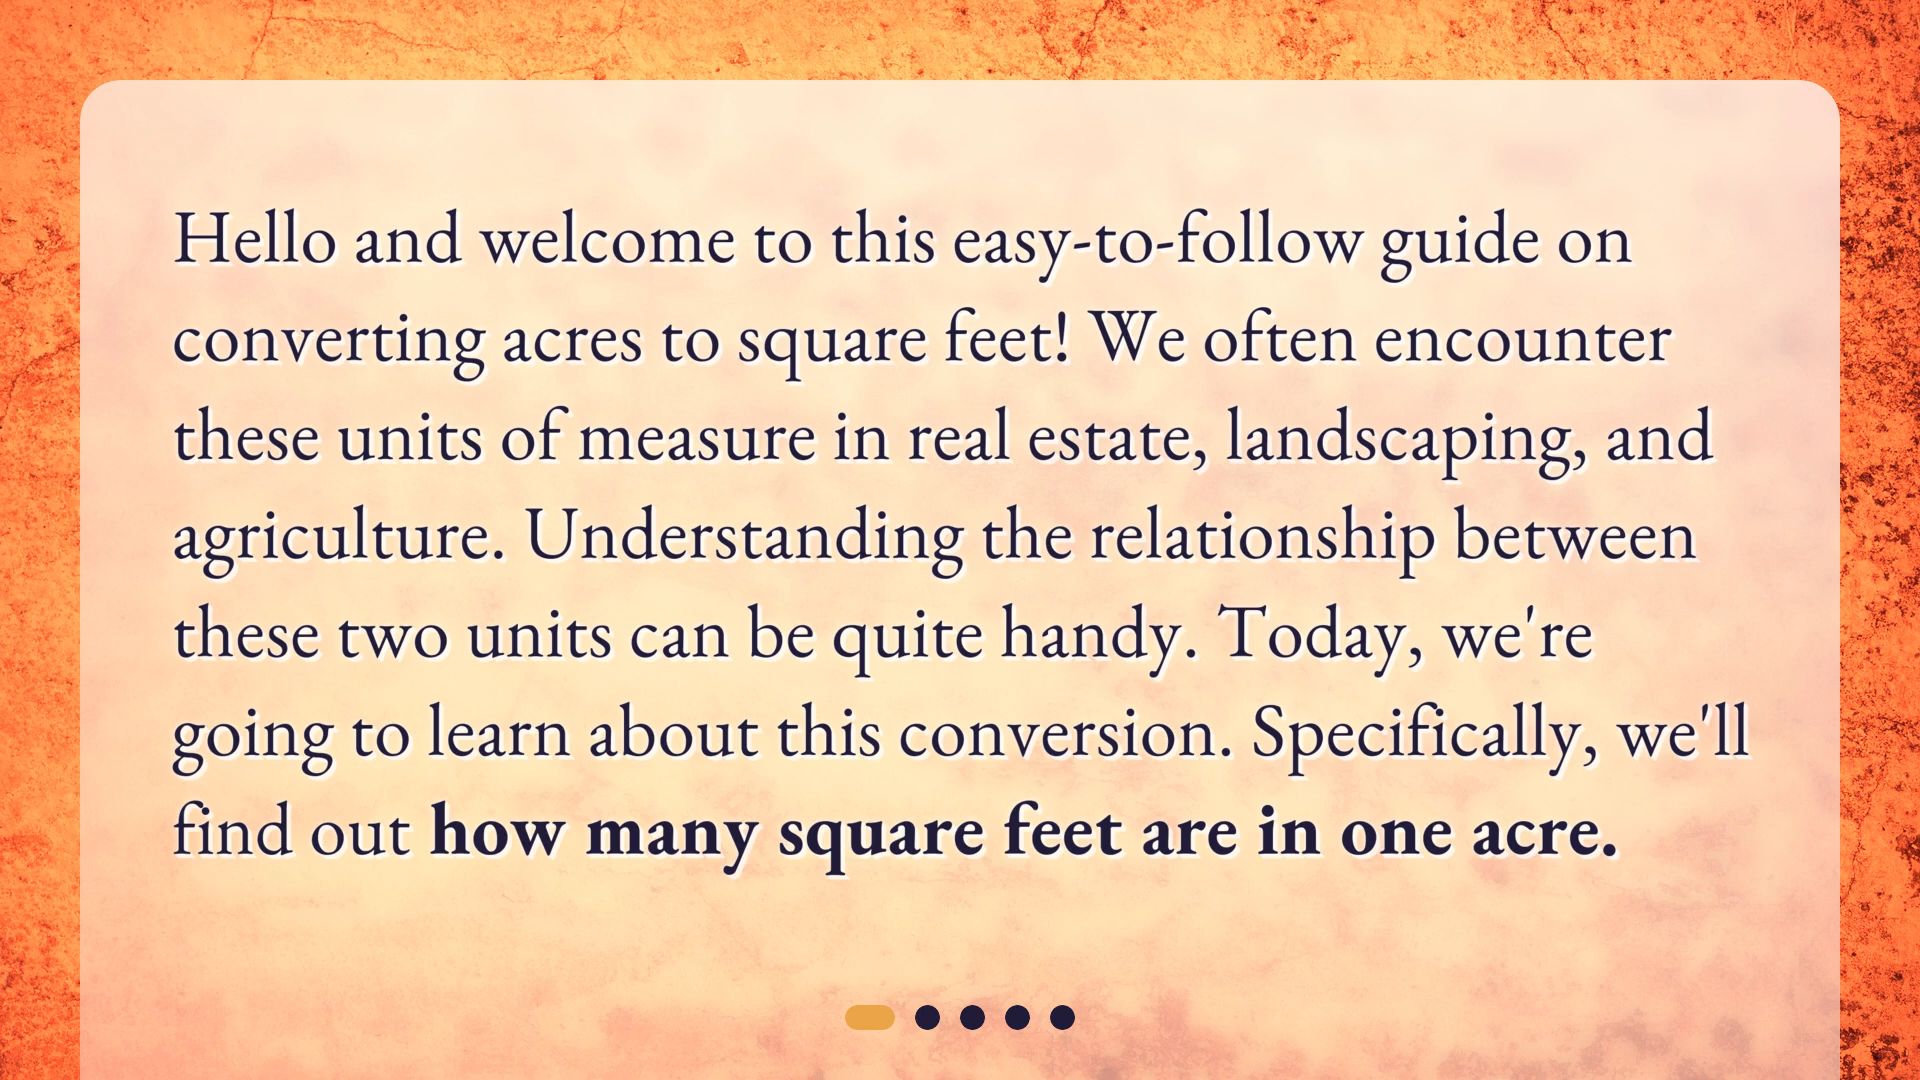 Hello and welcome to this easy-to-follow guide on
converting acres to square feet! We often encounter
these units of measure in real estate, landscaping, and
agriculture. Understanding the relationship between
these two units can be quite handy. Today, we're
going to learn about this conversion. Specifically, we'll
find out how many square feet are in one acre.